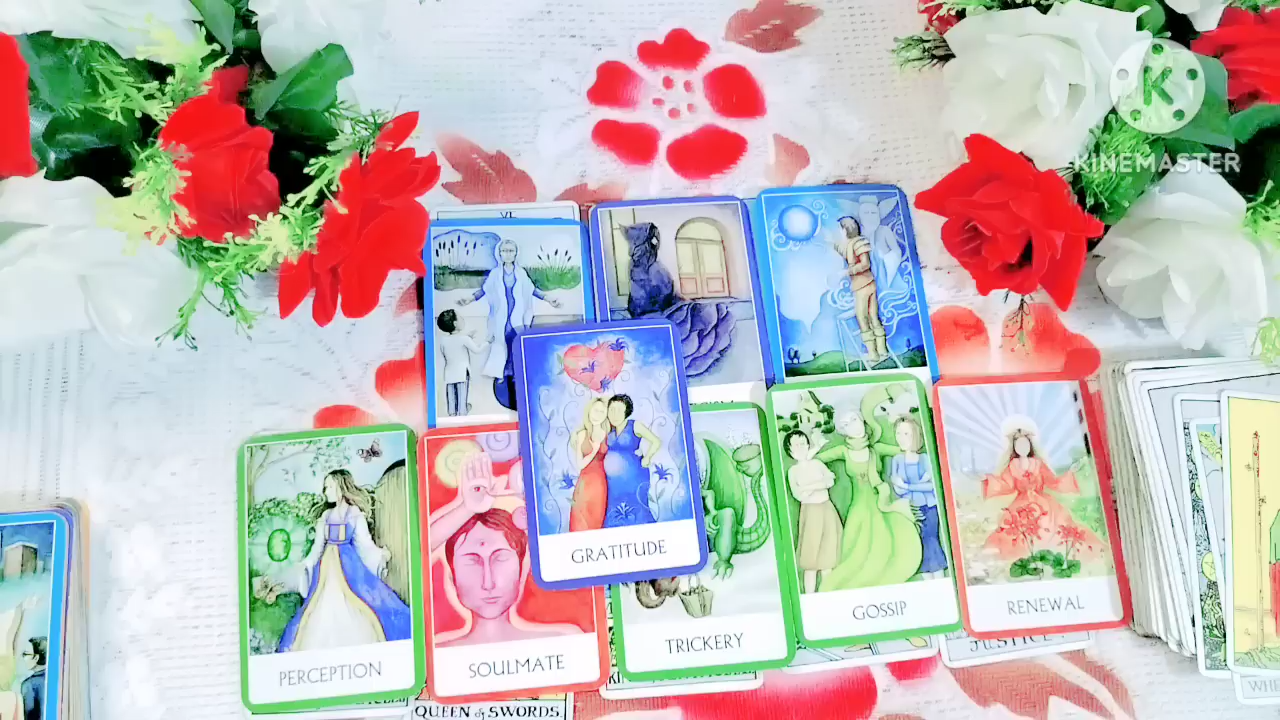 K
KINEMASTER
VI
GRATITUDE
PERCEPTION
SOULMATE
TRICKERY
GOSSIP
RENEWAL
JUSTICE
QUEEN of SWORDS.